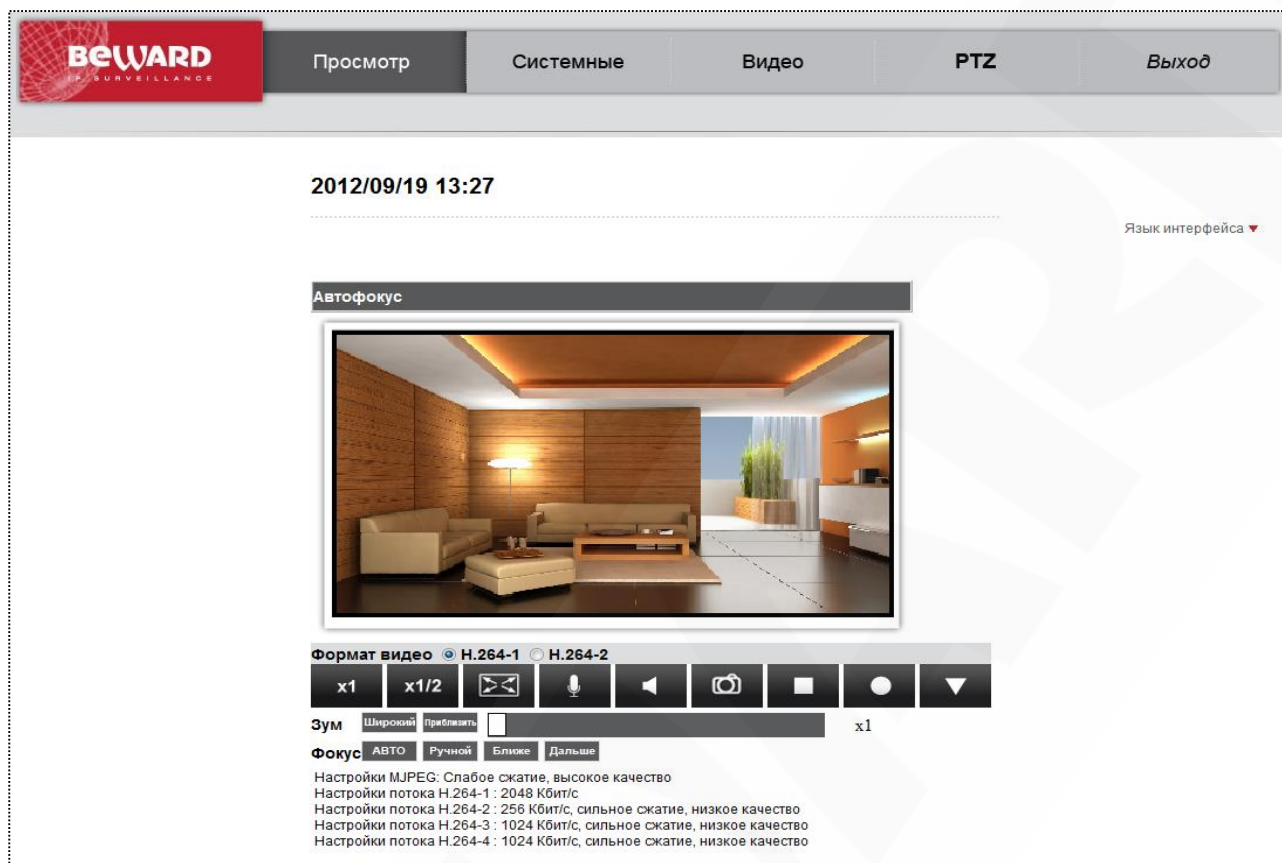 BEWARD
IP SURVEILLANCE
Просмотр Системные Видео PTZ Выход
2012/09/19 13:27
Язык интерфейса
Автофокус
Формат видео H.264-1 H.264-2
x1 x1/2
Зум Широкий Приблизить x1
Фокус АВТО Ручной Ближе Дальше
Настройки MJPEG: Слабое сжатие, высокое качество
Настройки потока H.264-1 : 2048 Кбит/с
Настройки потока H.264-2 : 256 Кбит/с, сильное сжатие, низкое качество
Настройки потока H.264-3 : 1024 Кбит/с, сильное сжатие, низкое качество
Настройки потока H.264-4 : 1024 Кбит/с, сильное сжатие, низкое качество